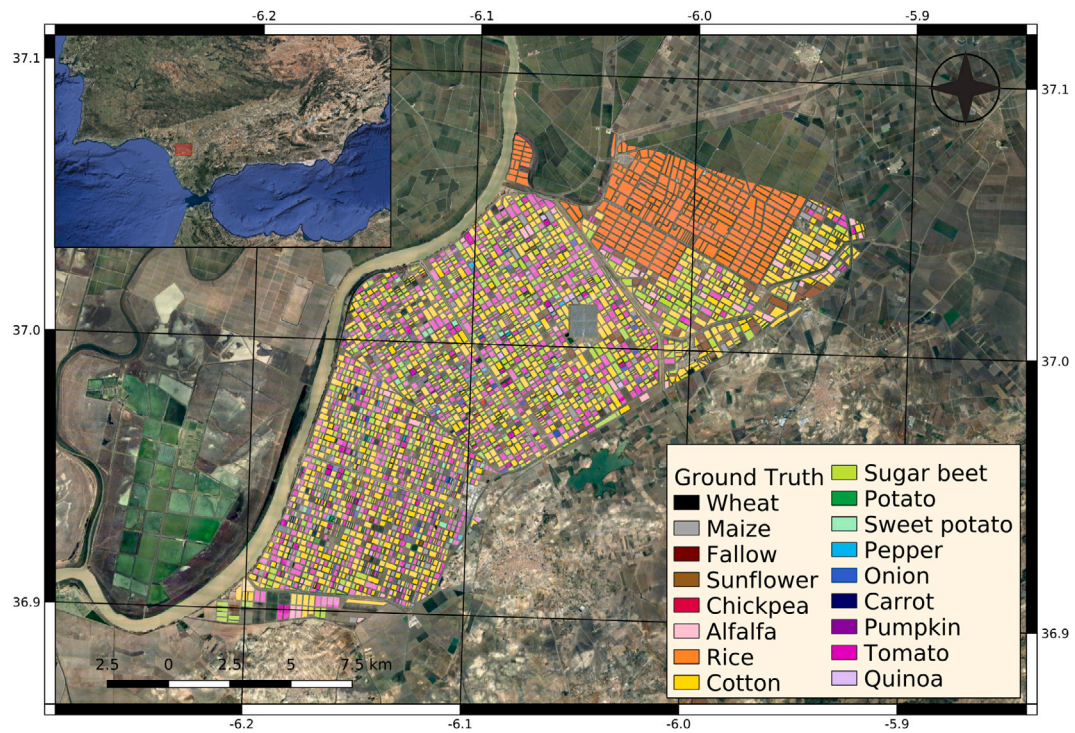 -6.2 -6.1 -6.0 -5.9
37.1
37.1
37.0
37.0
36.9
36.9
Ground Truth
Wheat
Maize
Fallow
Sunflower
Chickpea
Alfalfa
Rice
Cotton
Sugar beet
Potato
Sweet potato
Pepper
Onion
Carrot
Pumpkin
Tomato
Quinoa
2.5 0 2.5 5 7.5 km
-6.2 -6.1 -6.0 -5.9